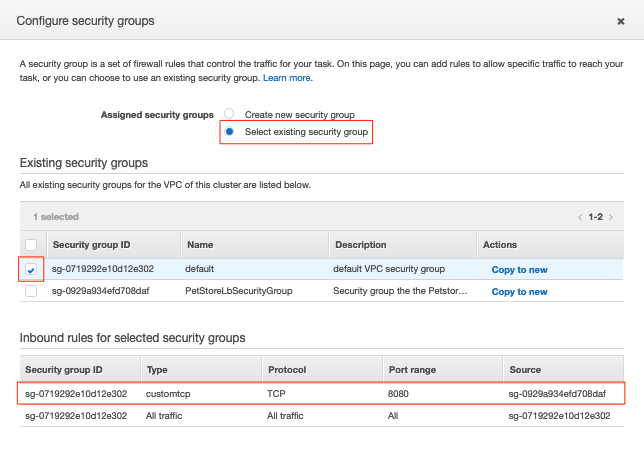 Configure security groups
A security group is a set of firewall rules that control the traffic for your task. On this page, you can add rules to allow specific traffic to reach your
task, or you can choose to use an existing security group. Learn more.
Assigned security groups Create new security group
Select existing security group
Existing security groups
All existing security groups for the VPC of this cluster are listed below.
1 selected 1-2
Security group ID Name Description Actions
sg-0719292e10d12e302 default default VPC security group Copy to new
sg-0929a934efd708daf PetStoreLbSecurityGroup Security group the the Petstor… Copy to new
Inbound rules for selected security groups
Security group ID Type Protocol Port range Source
sg-0719292e10d12e302 customtcp TCP 8080 sg-0929a934efd708daf
sg-0719292e10d12e302 All traffic All traffic All sg-0719292e10d12e302